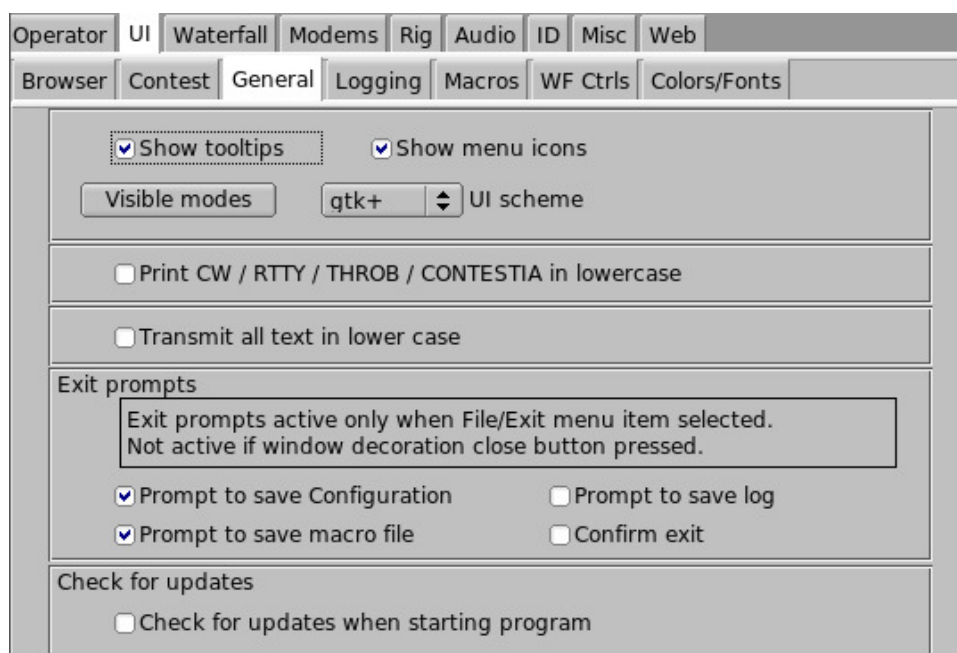 Operator UI Waterfall Modems Rig Audio ID Misc Web
Browser Contest General Logging Macros WF Ctrls Colors/Fonts
Show tooltips Show menu icons
Visible modes gtk+ UI scheme
Print CW / RTTY / THROB / CONTESTIA in lowercase
Transmit all text in lower case
Exit prompts
Exit prompts active only when File/Exit menu item selected.
Not active if window decoration close button pressed.
Prompt to save Configuration Prompt to save log
Prompt to save macro file Confirm exit
Check for updates
Check for updates when starting program